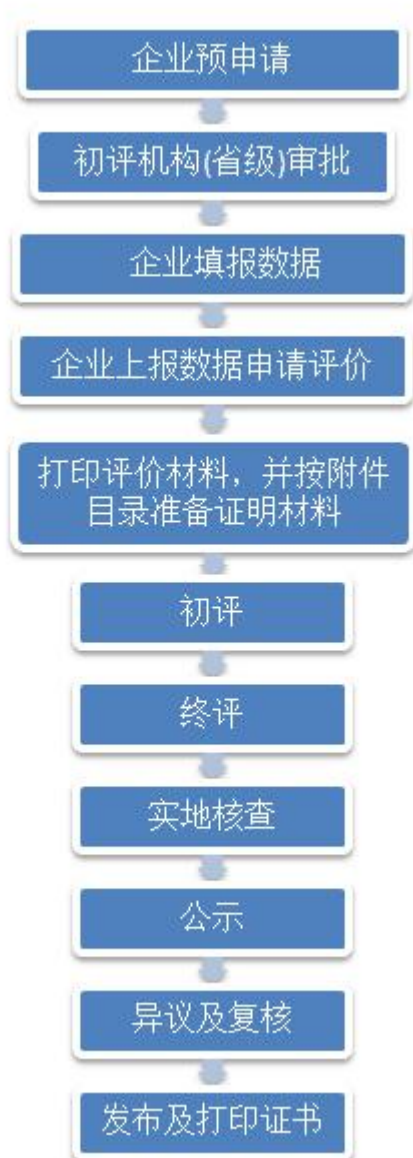 企业预申请
初评机构(省级)审批
企业填报数据
企业上报数据申请评价
打印评价材料，并按附件
目录准备证明材料
初评
终评
实地核查
公示
异议及复核
发布及打印证书